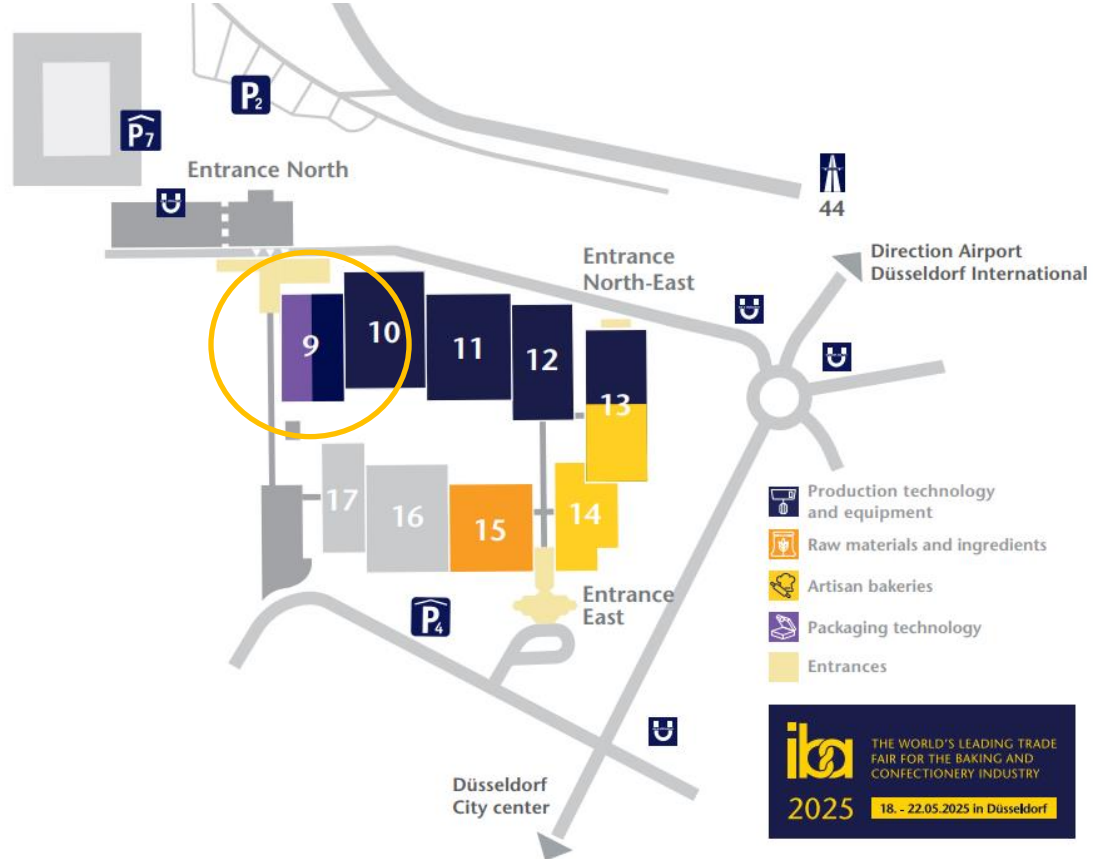 P2
P7
Entrance North
U
44
Direction Airport
Düsseldorf International
Entrance
North-East
U
U
9
10
11
12
13
17
16
15
14
Production technology
and equipment
Raw materials and ingredients
Artisan bakeries
Packaging technology
Entrances
Entrance
East
P4
U
Düsseldorf
City center
iba
2025
THE WORLD'S LEADING TRADE
FAIR FOR THE BAKING AND
CONFECTIONERY INDUSTRY
18. - 22.05.2025 in Düsseldorf